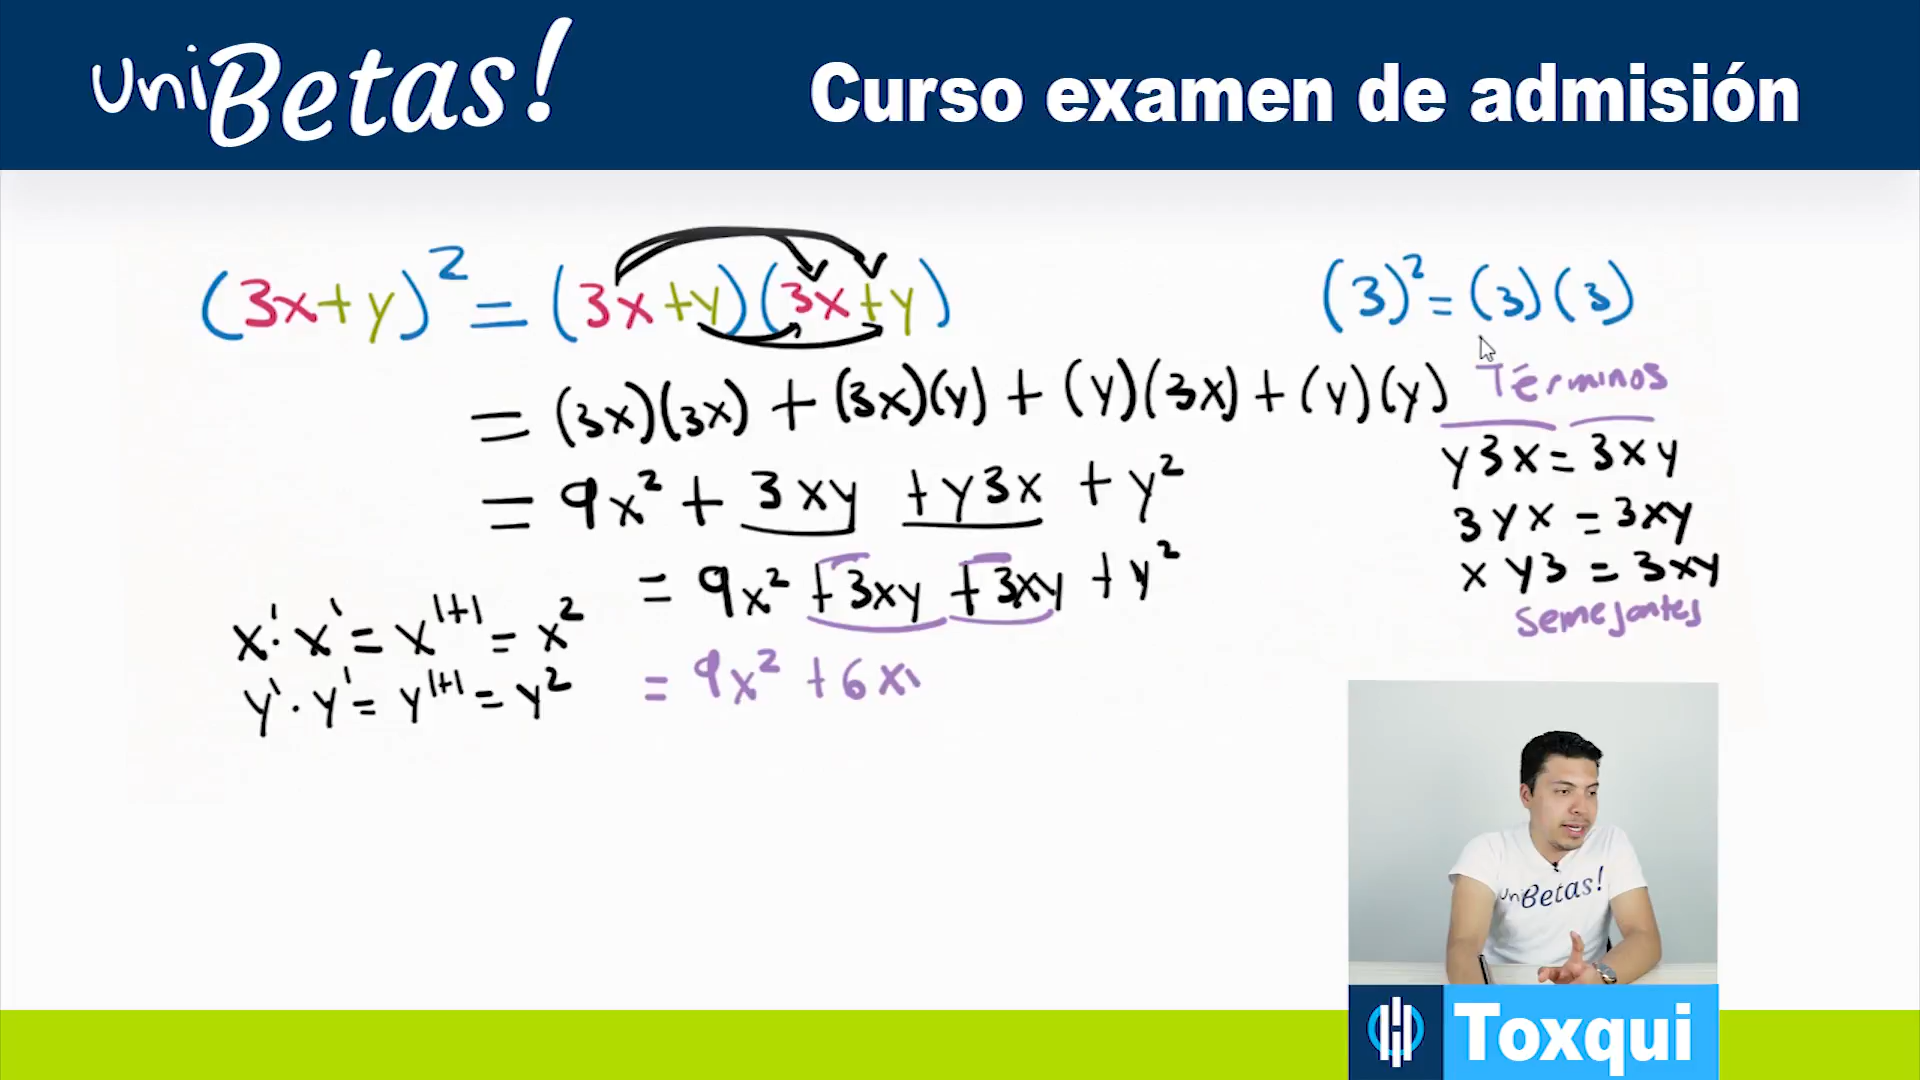 UniBetas!
Curso examen de admisión
(3x+y)² = (3x+y)(3x+y)
(3)² = (3)(3)
= (3x)(3x) + (3x)(y) + (y)(3x) + (y)(y)
Términos
y3x = 3xy
= 9x² + 3xy + y3x + y²
3yx = 3xy
= 9x² + 3xy + 3xy + y²
xy3 = 3xy
semejantes
x¹·x¹ = x¹⁺¹ = x²
= 9x² + 6x
y¹·y¹ = y¹⁺¹ = y²
UniBetas!
Toxqui